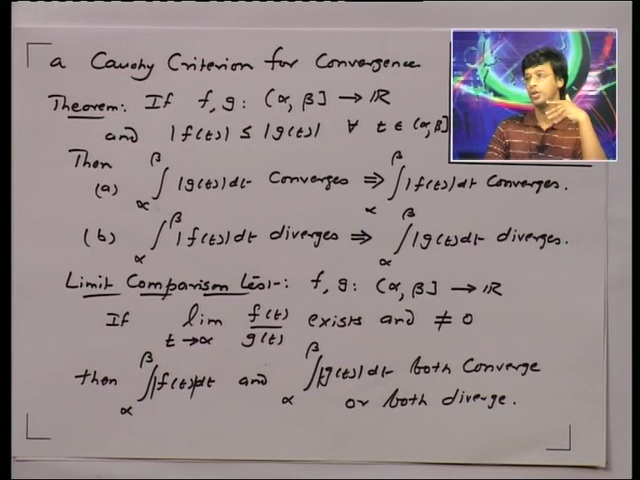 a Cauchy Criterion for Convergence
Theorem: If f, g: (α, β] → ℝ
and |f(t)| ≤ |g(t)| ∀ t ∈ (α, β]
Then
(a) ∫_α^β |g(t)| dt Converges ⇒ ∫_α^β |f(t)| dt Converges.
(b) ∫_α^β |f(t)| dt diverges ⇒ ∫_α^β |g(t)| dt diverges.
Limit Comparison test:- f, g: (α, β] → ℝ
If lim_{t→α} f(t)/g(t) exists and ≠ 0
then ∫_α^β |f(t)| dt and ∫_α^β |g(t)| dt both Converge
or both diverge.